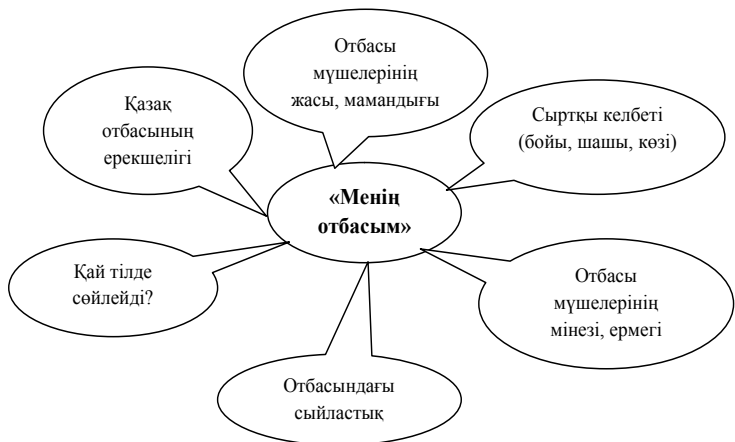 Отбасы
мүшелерінің
жасы, мамандығы
Қазақ
отбасының
ерекшелігі
Сыртқы келбеті
(бойы, шашы, көзі)
«Менің
отбасым»
Қай тілде
сөйлейді?
Отбасы
мүшелерінің
мінезі, ермегі
Отбасындағы
сыйластық